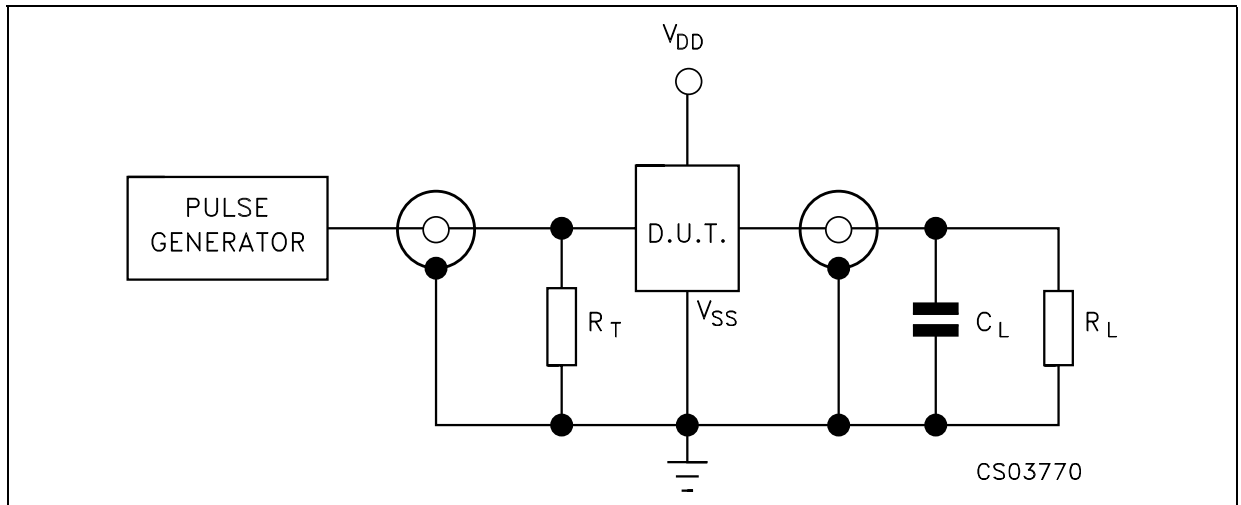 VDD
PULSE
GENERATOR
D.U.T.
RT
VSS
CL
RL
CS03770